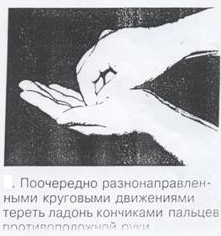 . Поочередно разнонаправлен-
ными круговыми движениями
тереть ладонь кончиками пальцев
противоположной руки